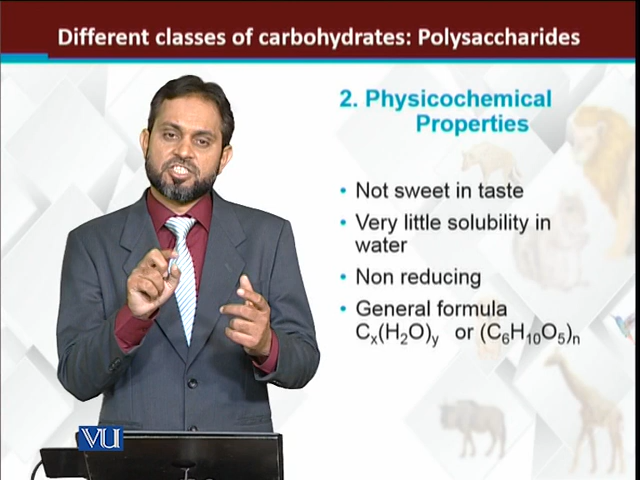 Different classes of carbohydrates: Polysaccharides
2. Physicochemical
Properties
• Not sweet in taste
• Very little solubility in
water
• Non reducing
• General formula
Cₓ(H₂O)ᵧ or (C₆H₁₀O₅)ₙ
VU